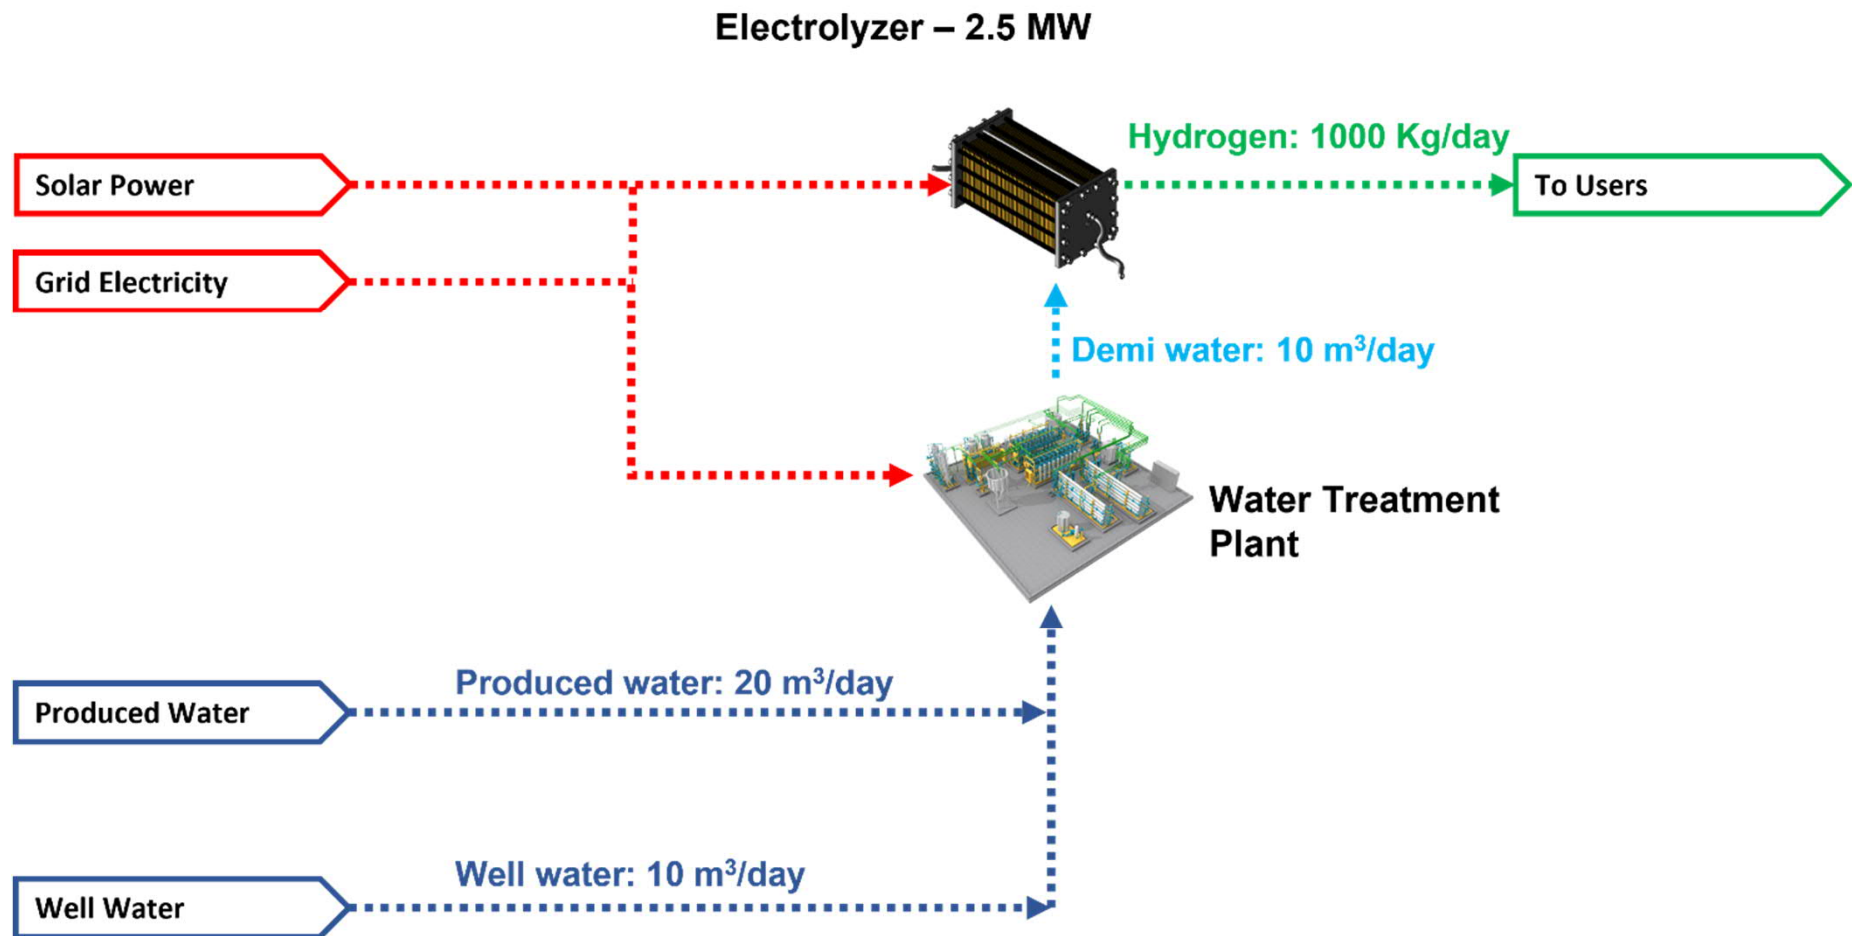 Electrolyzer – 2.5 MW
Hydrogen: 1000 Kg/day
Solar Power
To Users
Grid Electricity
Demi water: 10 m³/day
Water Treatment
Plant
Produced water: 20 m³/day
Produced Water
Well water: 10 m³/day
Well Water